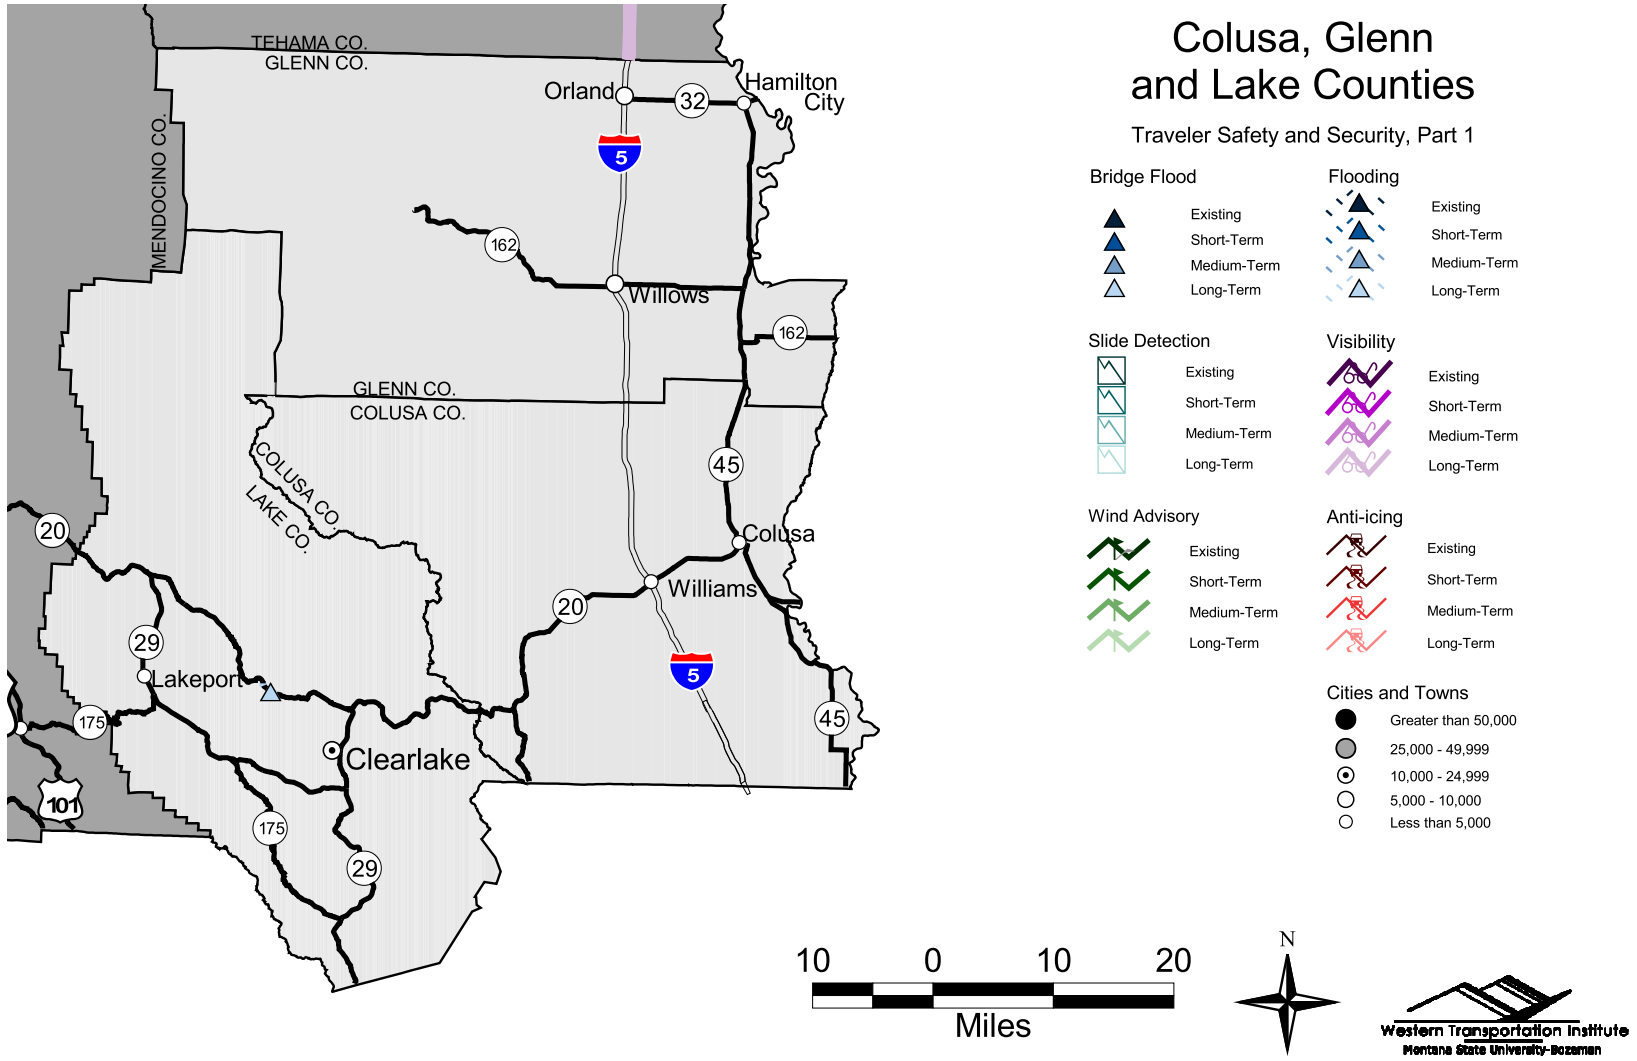 Colusa, Glenn
and Lake Counties
Traveler Safety and Security, Part 1
TEHAMA CO.
GLENN CO.
MENDOCINO CO.
Orland
32
Hamilton
City
5
162
Willows
162
GLENN CO.
COLUSA CO.
COLUSA CO.
LAKE CO.
45
20
Colusa
Williams
20
29
Lakeport
5
175
45
Clearlake
101
175
29
Bridge Flood
Existing
Short-Term
Medium-Term
Long-Term
Flooding
Existing
Short-Term
Medium-Term
Long-Term
Slide Detection
Existing
Short-Term
Medium-Term
Long-Term
Visibility
Existing
Short-Term
Medium-Term
Long-Term
Wind Advisory
Existing
Short-Term
Medium-Term
Long-Term
Anti-icing
Existing
Short-Term
Medium-Term
Long-Term
Cities and Towns
Greater than 50,000
25,000 - 49,999
10,000 - 24,999
5,000 - 10,000
Less than 5,000
10 0 10 20
Miles
N
Western Transportation Institute
Montana State University-Bozeman